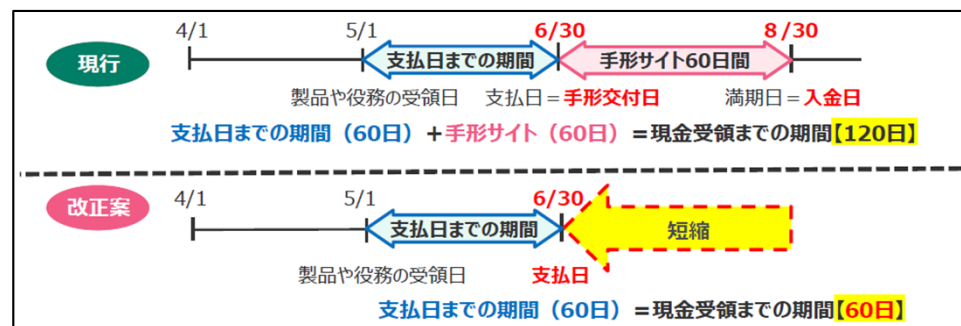 4/1 5/1 6/30 8/30
現行 支払日までの期間 手形サイト60日間
製品や役務の受領日 支払日＝手形交付日 満期日＝入金日
支払日までの期間（60日）＋手形サイト（60日）＝現金受領までの期間【120日】
改正案 4/1 5/1 6/30
支払日までの期間 短縮
製品や役務の受領日 支払日
支払日までの期間（60日）＝現金受領までの期間【60日】